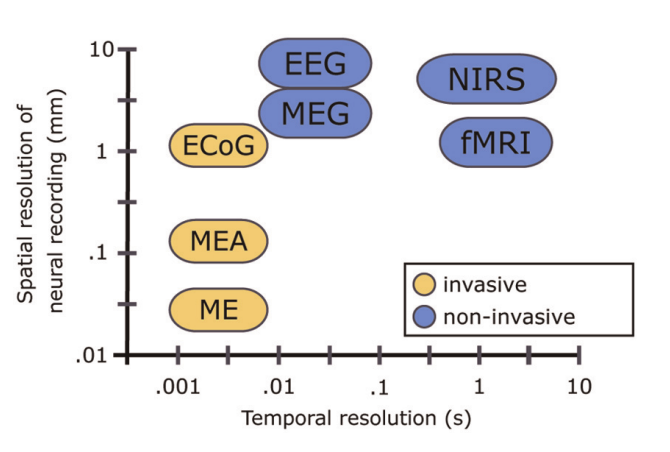 10
EEG
NIRS
MEG
Spatial resolution of
neural recording (mm)
1
ECoG
fMRI
.1
MEA
invasive
ME
non-invasive
.01
.001
.01
.1
1
10
Temporal resolution (s)